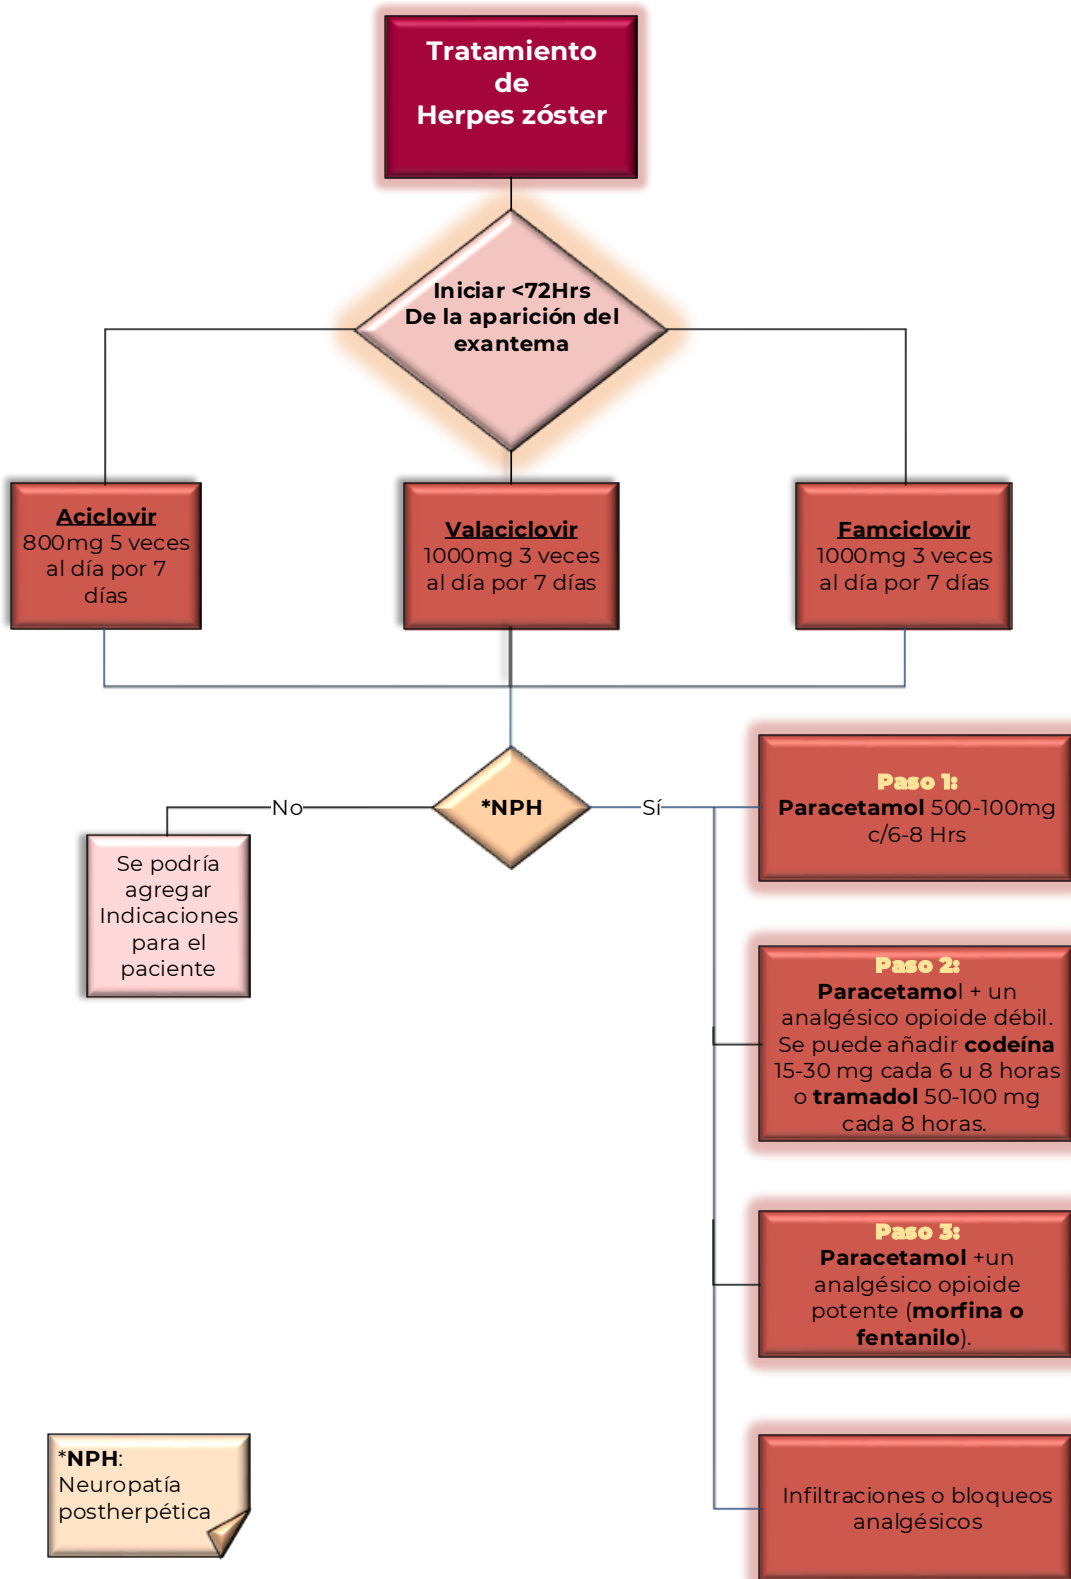 Tratamiento
de
Herpes zóster
Iniciar <72Hrs
De la aparición del
exantema
Aciclovir
800mg 5 veces
al día por 7
días
Valaciclovir
1000mg 3 veces
al día por 7 días
Famciclovir
1000mg 3 veces
al día por 7 días
*NPH
No
Sí
Se podría
agregar
Indicaciones
para el
paciente
Paso 1:
Paracetamol 500-100mg
c/6-8 Hrs
Paso 2:
Paracetamol + un
analgésico opioide débil.
Se puede añadir codeína
15-30 mg cada 6 u 8 horas
o tramadol 50-100 mg
cada 8 horas.
Paso 3:
Paracetamol +un
analgésico opioide
potente (morfina o
fentanilo).
Infiltraciones o bloqueos
analgésicos
*NPH:
Neuropatía
postherpética